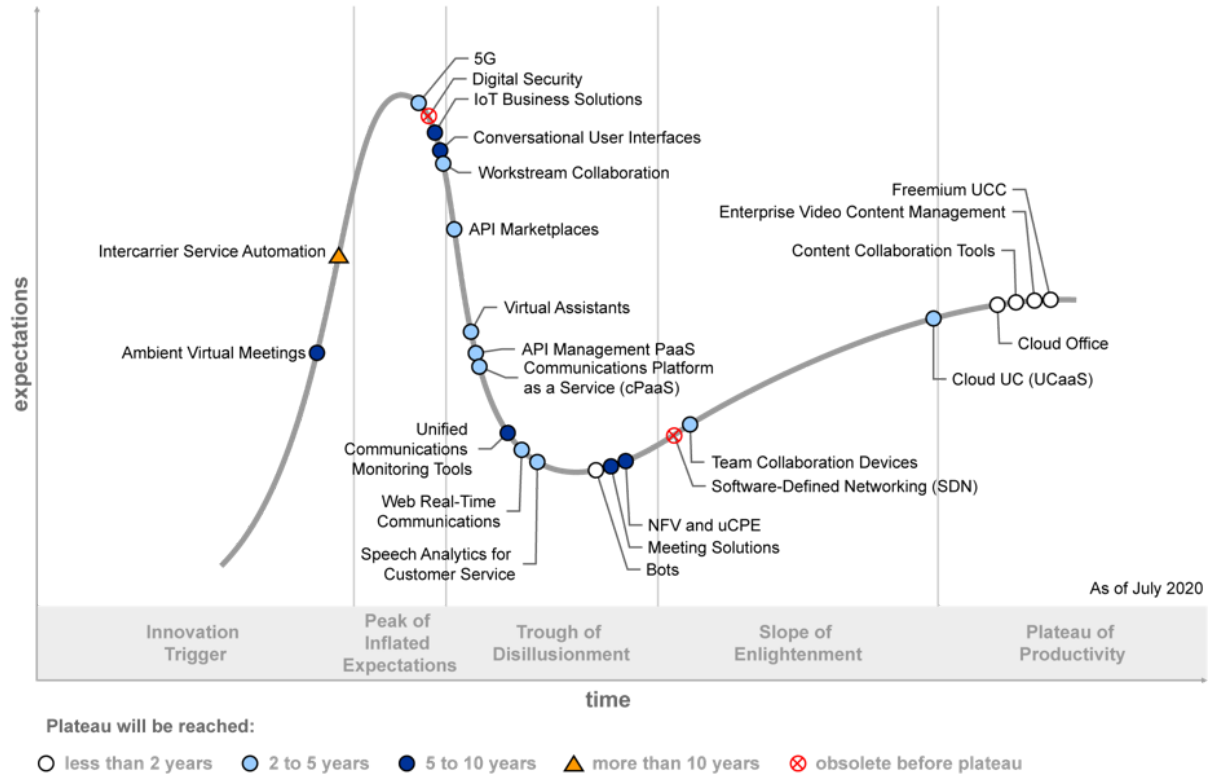 5G
Digital Security
IoT Business Solutions
Conversational User Interfaces
Workstream Collaboration
Freemium UCC
Enterprise Video Content Management
API Marketplaces
Intercarrier Service Automation
Content Collaboration Tools
Virtual Assistants
Cloud Office
Ambient Virtual Meetings
API Management PaaS
Communications Platform
as a Service (cPaaS)
Cloud UC (UCaaS)
Unified
Communications
Monitoring Tools
Team Collaboration Devices
Software-Defined Networking (SDN)
Web Real-Time
Communications
NFV and uCPE
Meeting Solutions
Bots
Speech Analytics for
Customer Service
expectations
As of July 2020
Innovation
Trigger
Peak of
Inflated
Expectations
Trough of
Disillusionment
Slope of
Enlightenment
Plateau of
Productivity
time
Plateau will be reached:
less than 2 years
2 to 5 years
5 to 10 years
more than 10 years
obsolete before plateau